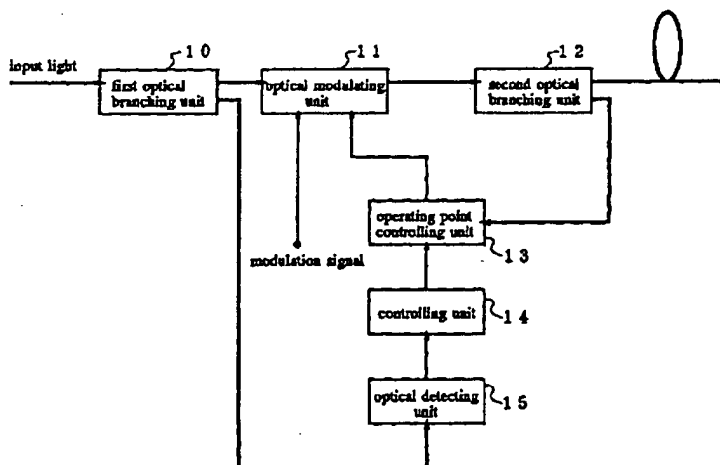 10
11
12
input light
first optical
branching unit
optical modulating
unit
second optical
branching unit
operating point
controlling unit
13
modulation signal
controlling unit
14
optical detecting
unit
15